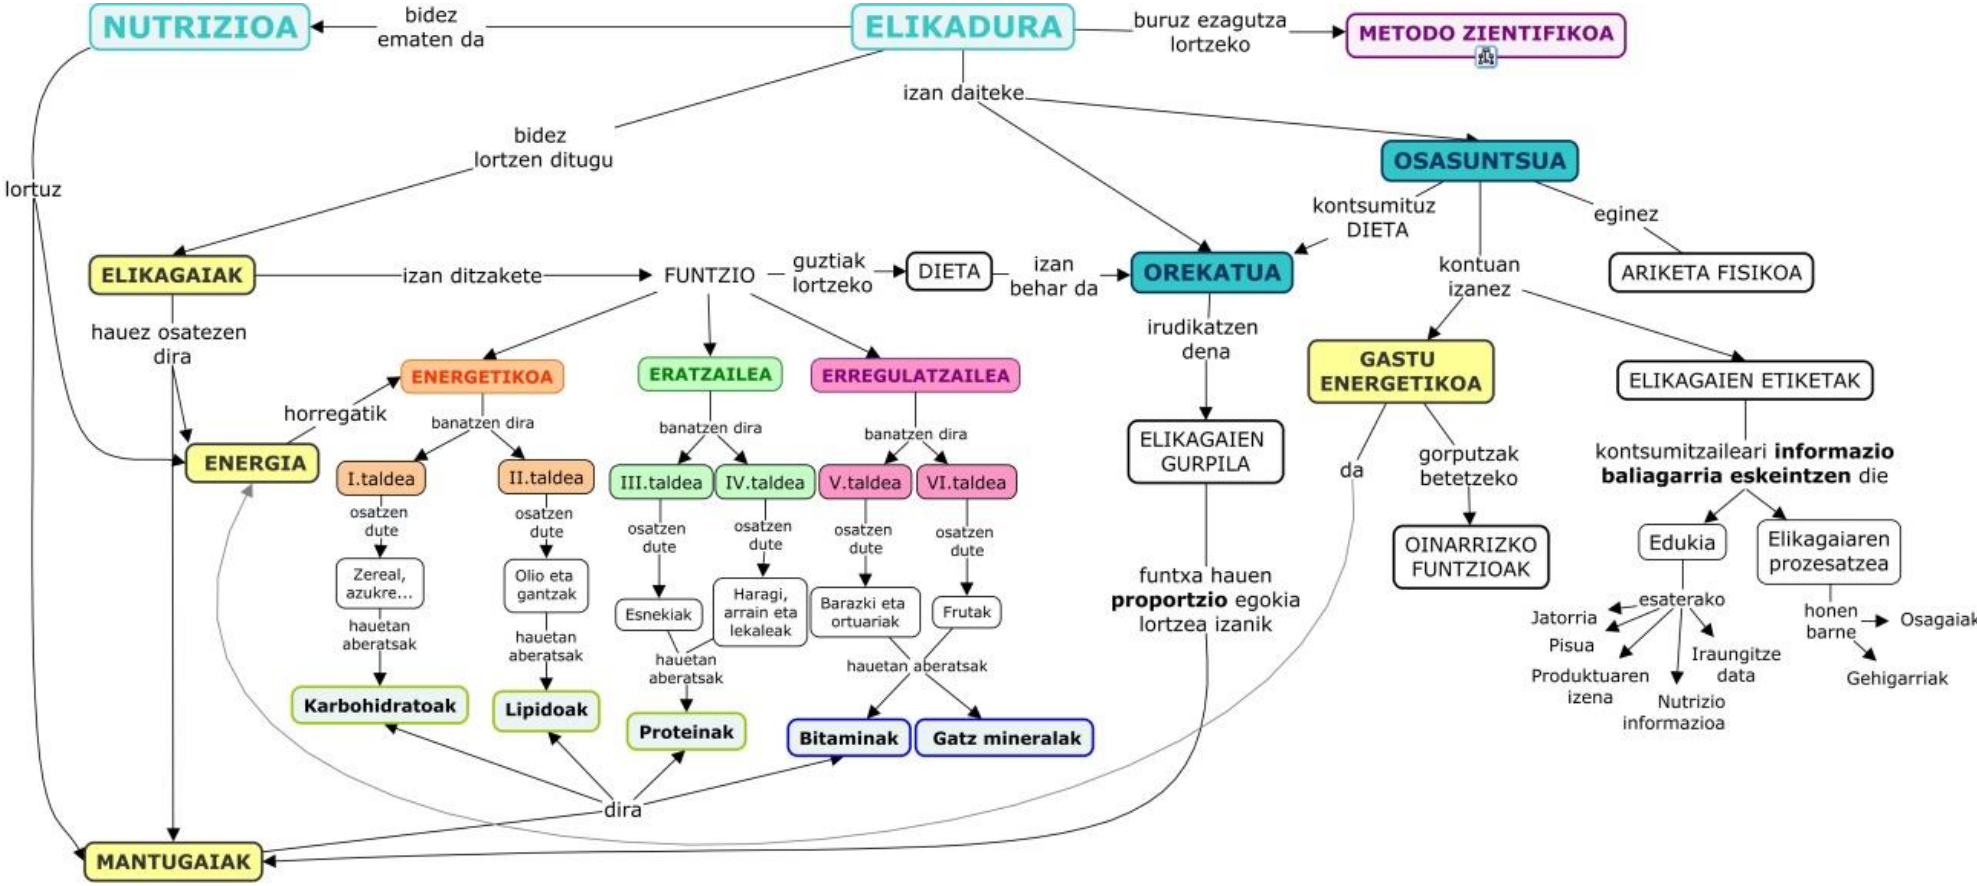 NUTRIZIOA
bidez
ematen da
ELIKADURA
buruz ezagutza
lortzeko
METODO ZIENTIFIKOA
izan daiteke
bidez
lortzen ditugu
lortuz
OSASUNTSUA
kontsumituz
DIETA
eginez
kontuan
izanez
ARIKETA FISIKOA
ELIKAGAIAK
izan ditzakete
FUNTZIO
guztiak
lortzeko
DIETA
izan
behar da
OREKATUA
hauez osatezen
dira
irudikatzen
dena
ENERGETIKOA
ERATZAILEA
ERREGULATZAILEA
GASTU
ENERGETIKOA
ELIKAGAIEN ETIKETAK
horregatik
banatzen dira
banatzen dira
banatzen dira
ENERGIA
I.taldea
II.taldea
III.taldea
IV.taldea
V.taldea
VI.taldea
ELIKAGAIEN
GURPILA
da
gorputzak
betetzeko
kontsumitzaileari informazio
baliagarria eskeintzen die
osatzen
dute
osatzen
dute
osatzen
dute
osatzen
dute
osatzen
dute
osatzen
dute
OINARRIZKO
FUNTZIOAK
Edukia
Elikagaiaren
prozesatzea
Zereal,
azukre...
Olio eta
gantzak
Esnekiak
Haragi,
arrain eta
lekaleak
Barazki eta
ortuariak
Frutak
funtxa hauen
proportzio egokia
lortzea izanik
esaterako
Jatorria
Pisua
Produktuaren
izena
Nutrizio
informazioa
Iraungitze
data
honen
barne
Osagaiak
Gehigarriak
hauetan
aberatsak
hauetan
aberatsak
hauetan
aberatsak
hauetan aberatsak
Karbohidratoak
Lipidoak
Proteinak
Bitaminak
Gatz mineralak
dira
MANTUGAIAK